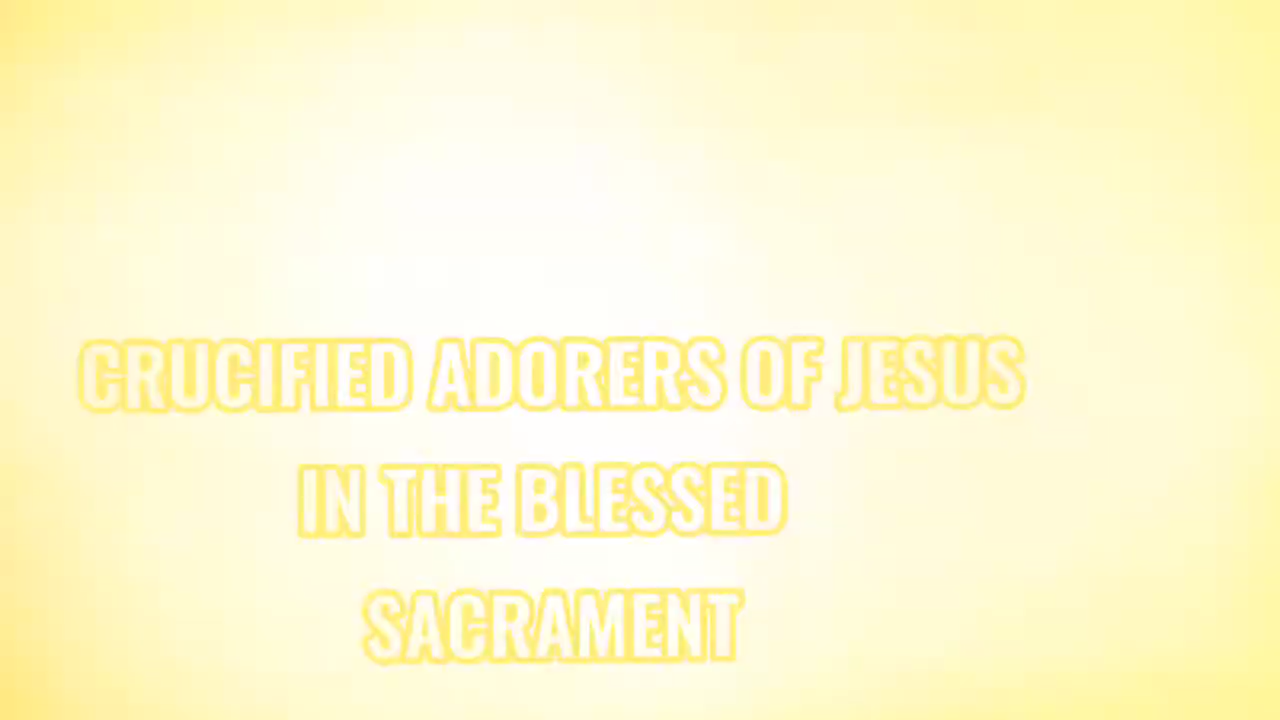 CRUCIFIED ADORERS OF JESUS
IN THE BLESSED
SACRAMENT